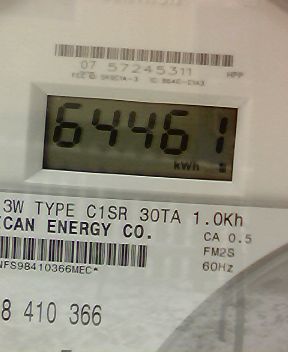 07 57245311 HPP
64461
kWh
3W TYPE C1SR 30TA 1.0Kh
CAN ENERGY CO. CA 0.5
FM2S
NFS98410366MEC* 60Hz
8 410 366